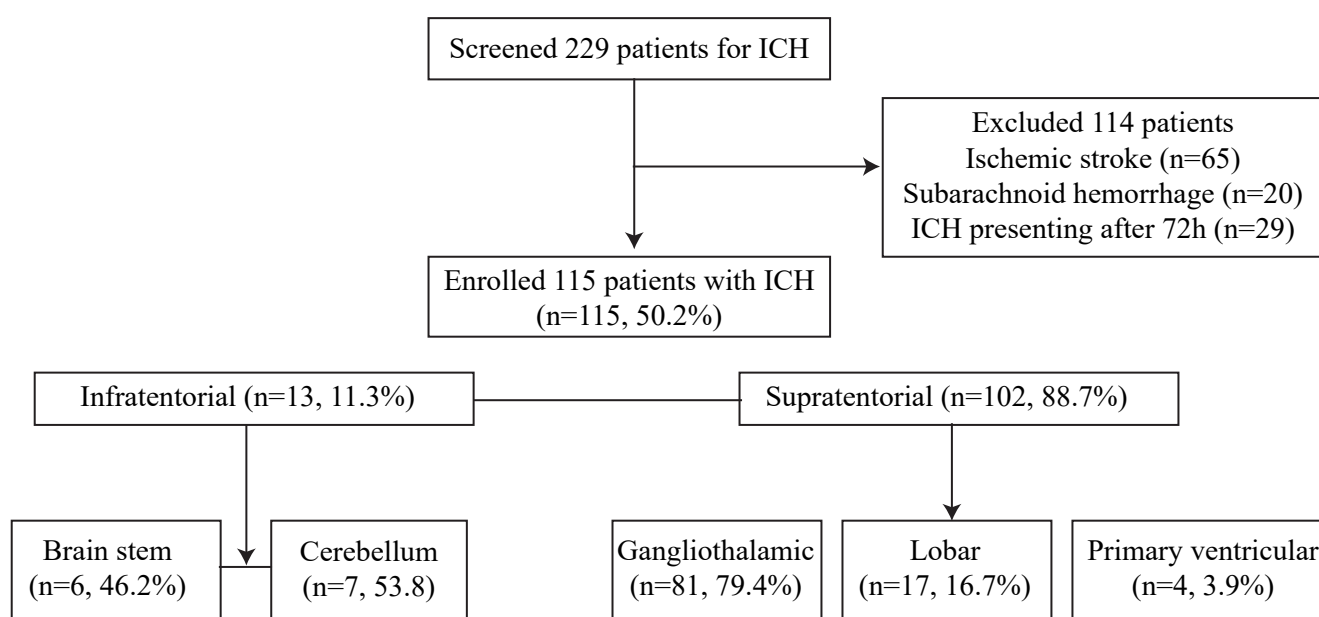 Screened 229 patients for ICH
Excluded 114 patients
Ischemic stroke (n=65)
Subarachnoid hemorrhage (n=20)
ICH presenting after 72h (n=29)
Enrolled 115 patients with ICH
(n=115, 50.2%)
Infratentorial (n=13, 11.3%)
Supratentorial (n=102, 88.7%)
Brain stem
(n=6, 46.2%)
Cerebellum
(n=7, 53.8)
Gangliothalamic
(n=81, 79.4%)
Lobar
(n=17, 16.7%)
Primary ventricular
(n=4, 3.9%)